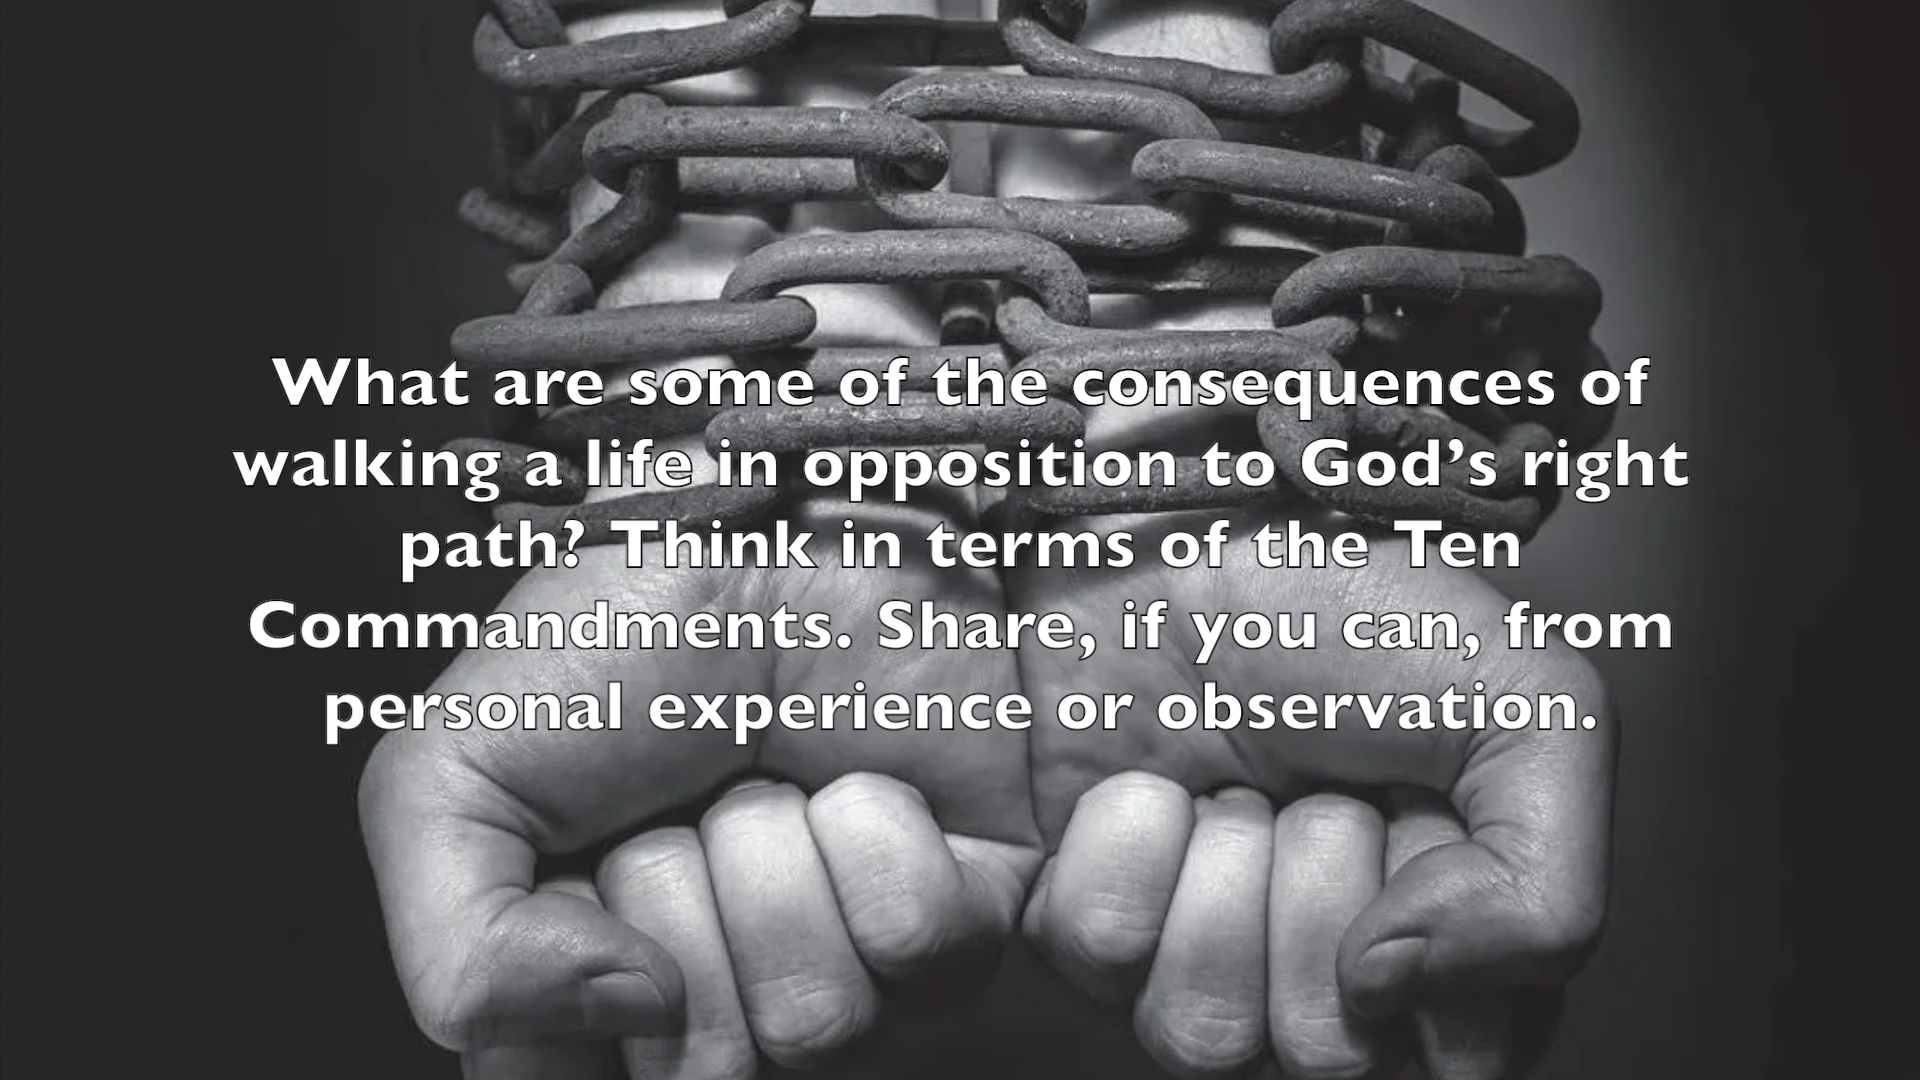 What are some of the consequences of
walking a life in opposition to God’s right
path? Think in terms of the Ten
Commandments. Share, if you can, from
personal experience or observation.